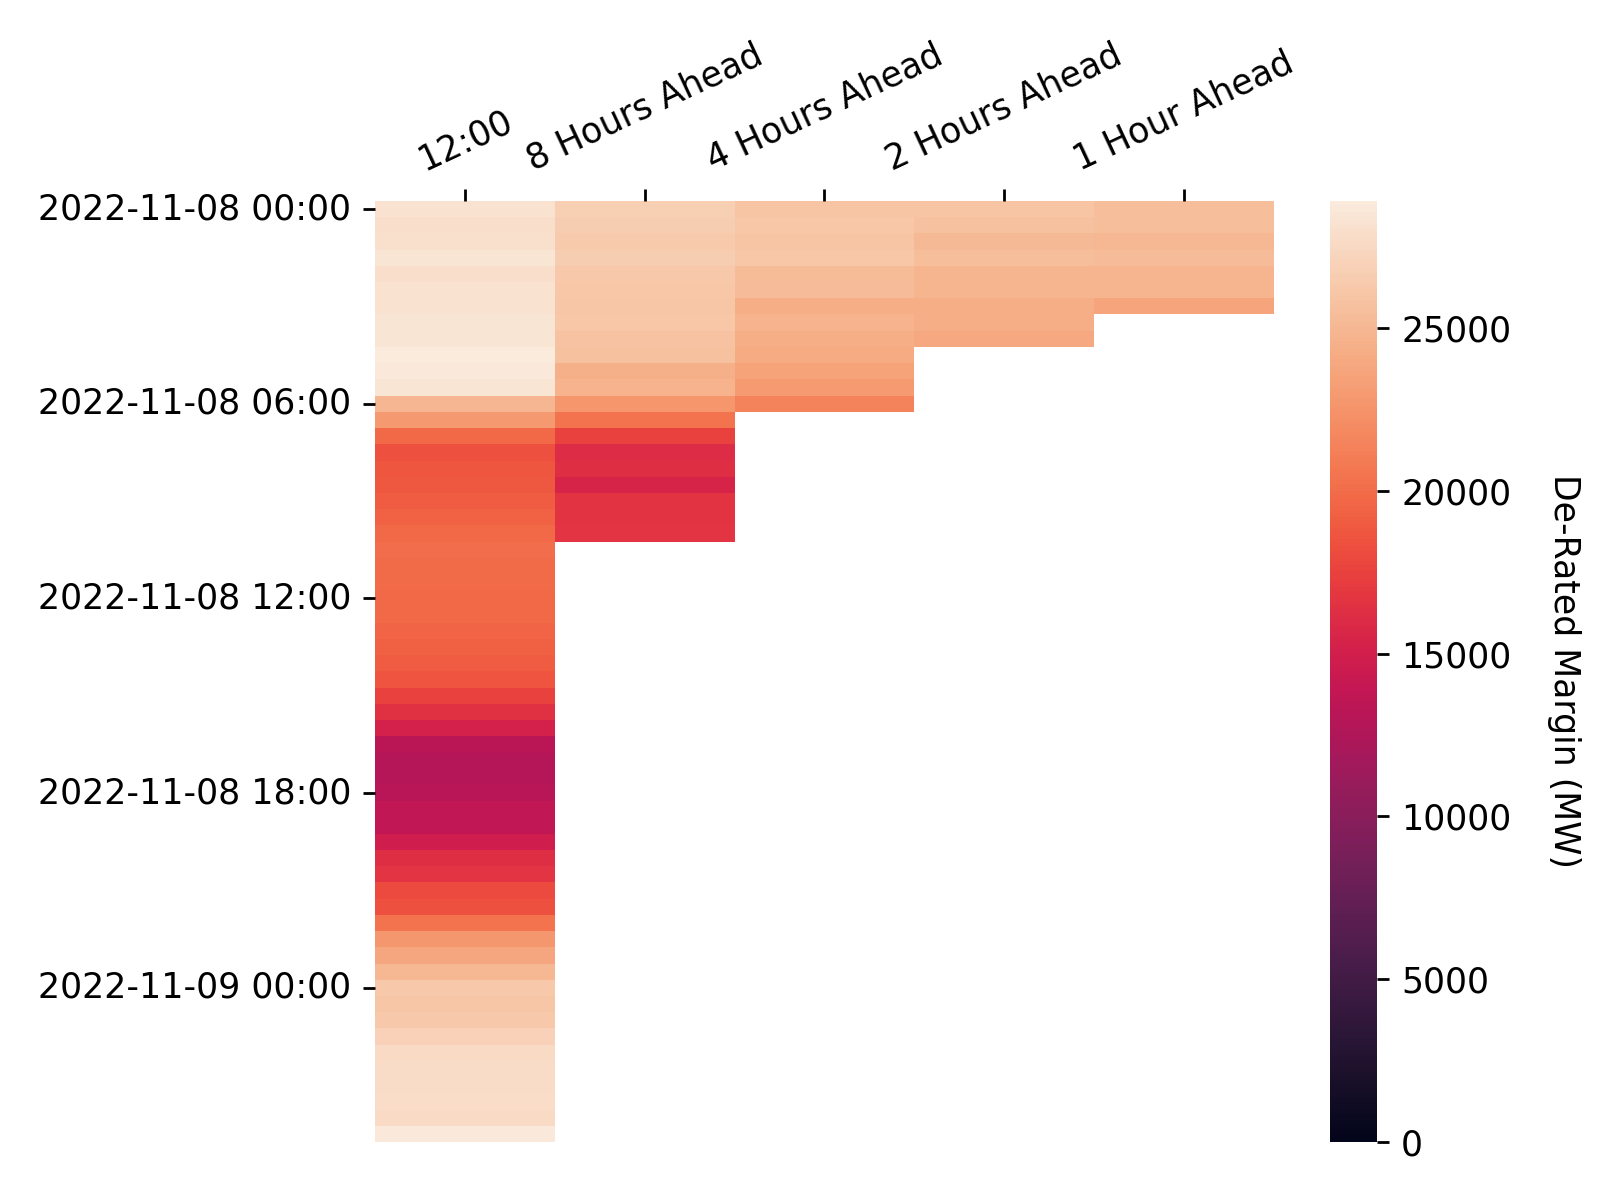 12:00
8 Hours Ahead
4 Hours Ahead
2 Hours Ahead
1 Hour Ahead
2022-11-08 00:00
2022-11-08 06:00
2022-11-08 12:00
2022-11-08 18:00
2022-11-09 00:00
25000
20000
15000
10000
5000
0
De-Rated Margin (MW)